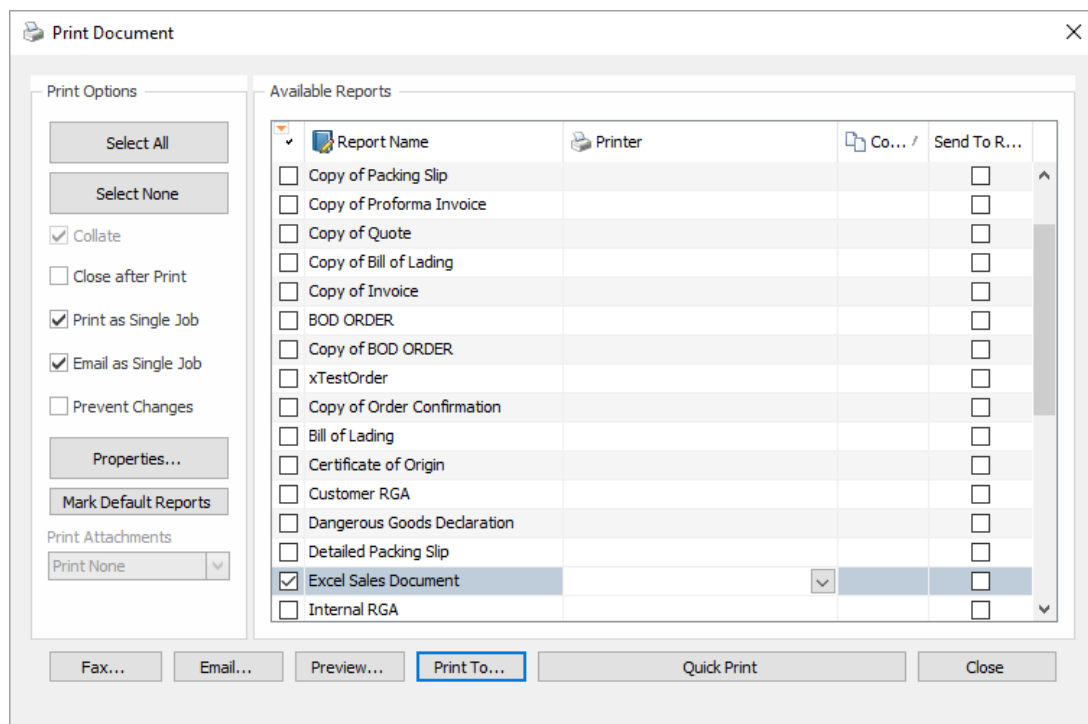 Print Document
Print Options
Select All
Select None
Collate
Close after Print
Print as Single Job
Email as Single Job
Prevent Changes
Properties...
Mark Default Reports
Print Attachments
Print None
Available Reports
Report Name Printer Co... Send To R...
Copy of Packing Slip
Copy of Proforma Invoice
Copy of Quote
Copy of Bill of Lading
Copy of Invoice
BOD ORDER
Copy of BOD ORDER
xTestOrder
Copy of Order Confirmation
Bill of Lading
Certificate of Origin
Customer RGA
Dangerous Goods Declaration
Detailed Packing Slip
Excel Sales Document
Internal RGA
Fax... Email... Preview... Print To... Quick Print Close